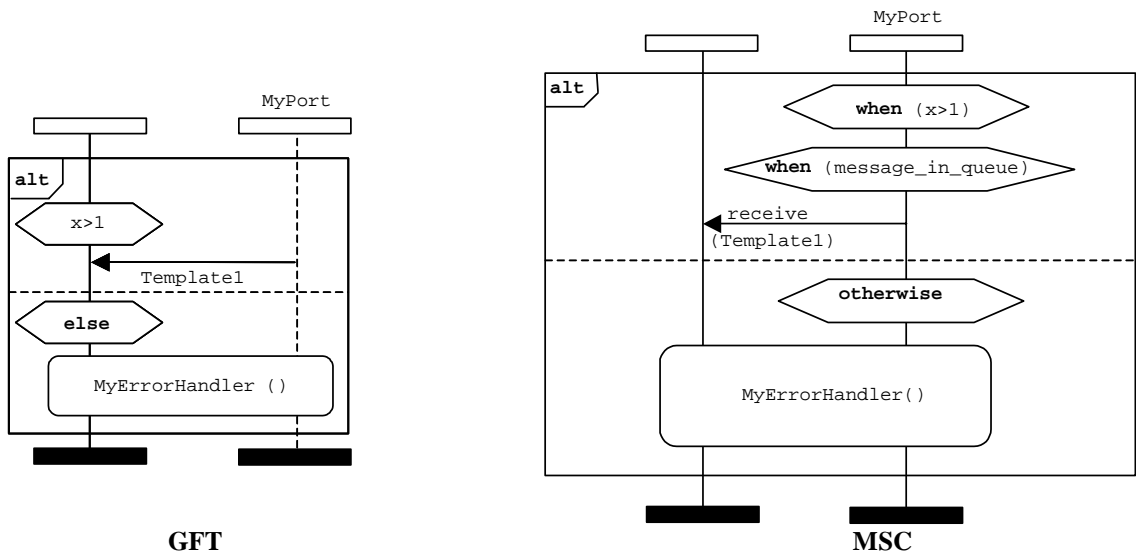 MyPort
alt
x>1
Template1
else
MyErrorHandler ()
GFT
MyPort
alt
when (x>1)
when (message_in_queue)
receive
(Template1)
otherwise
MyErrorHandler()
MSC